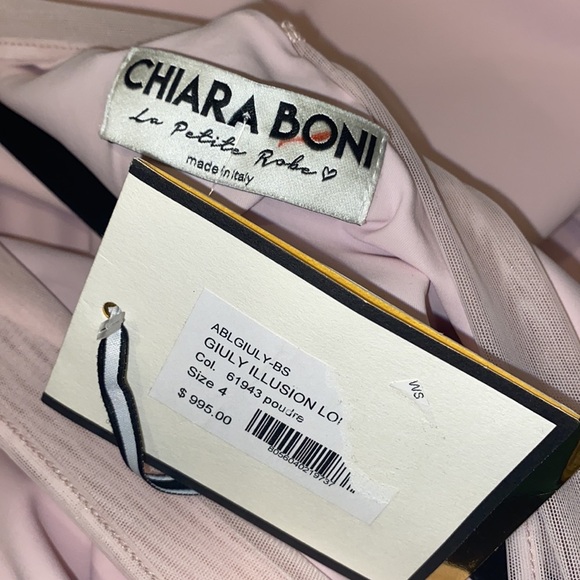 CHIARA BONI
La Petite Robe
made in italy
ABLGIULY-BS
GIULY ILLUSION
Col. 61943 poudre
Size 4
$ 995.00
8056040219737
WS